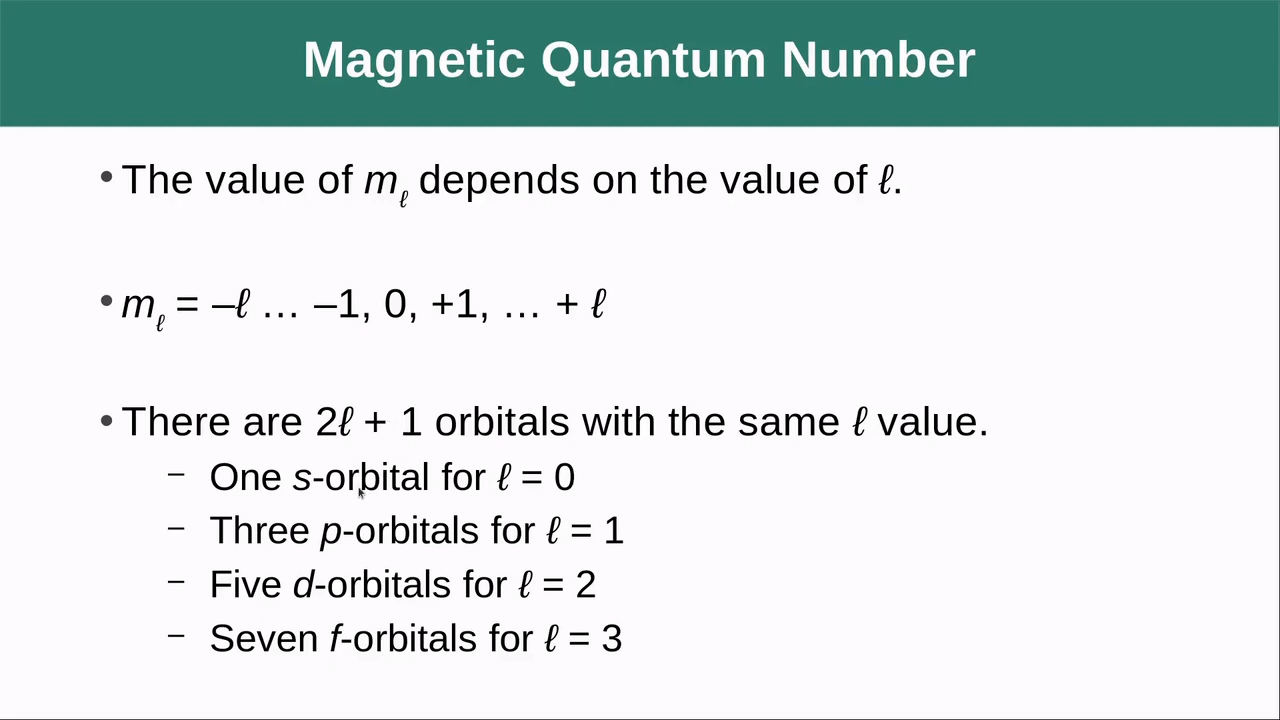 Magnetic Quantum Number
• The value of mℓ depends on the value of ℓ.
• mℓ = –ℓ … –1, 0, +1, … + ℓ
• There are 2ℓ + 1 orbitals with the same ℓ value.
– One s-orbital for ℓ = 0
– Three p-orbitals for ℓ = 1
– Five d-orbitals for ℓ = 2
– Seven f-orbitals for ℓ = 3